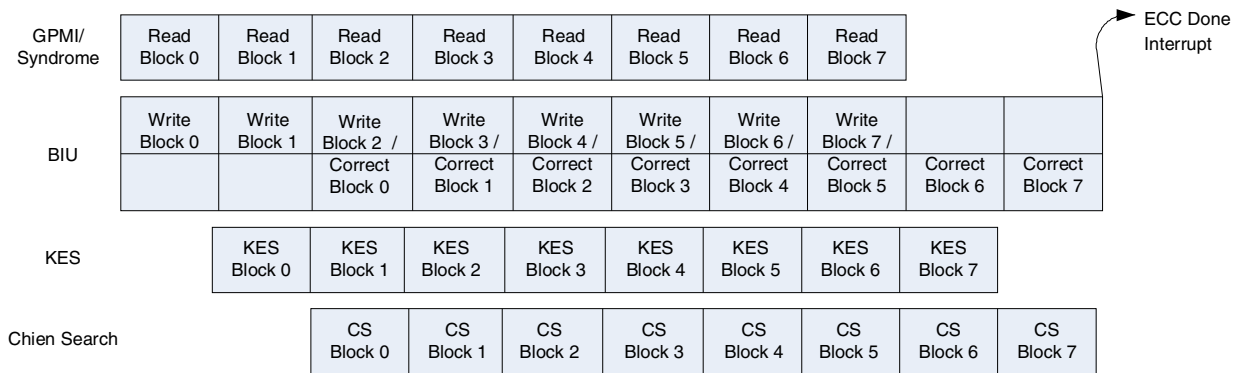 GPMI/
Syndrome
Read Read Read Read Read Read Read Read
Block 0 Block 1 Block 2 Block 3 Block 4 Block 5 Block 6 Block 7
ECC Done
Interrupt
BIU
Write Write Write Write Write Write Write Write
Block 0 Block 1 Block 2 / Block 3 / Block 4 / Block 5 / Block 6 / Block 7 /
Correct Correct Correct Correct Correct Correct Correct Correct
Block 0 Block 1 Block 2 Block 3 Block 4 Block 5 Block 6 Block 7
KES
KES KES KES KES KES KES KES KES
Block 0 Block 1 Block 2 Block 3 Block 4 Block 5 Block 6 Block 7
Chien Search
CS CS CS CS CS CS CS CS
Block 0 Block 1 Block 2 Block 3 Block 4 Block 5 Block 6 Block 7